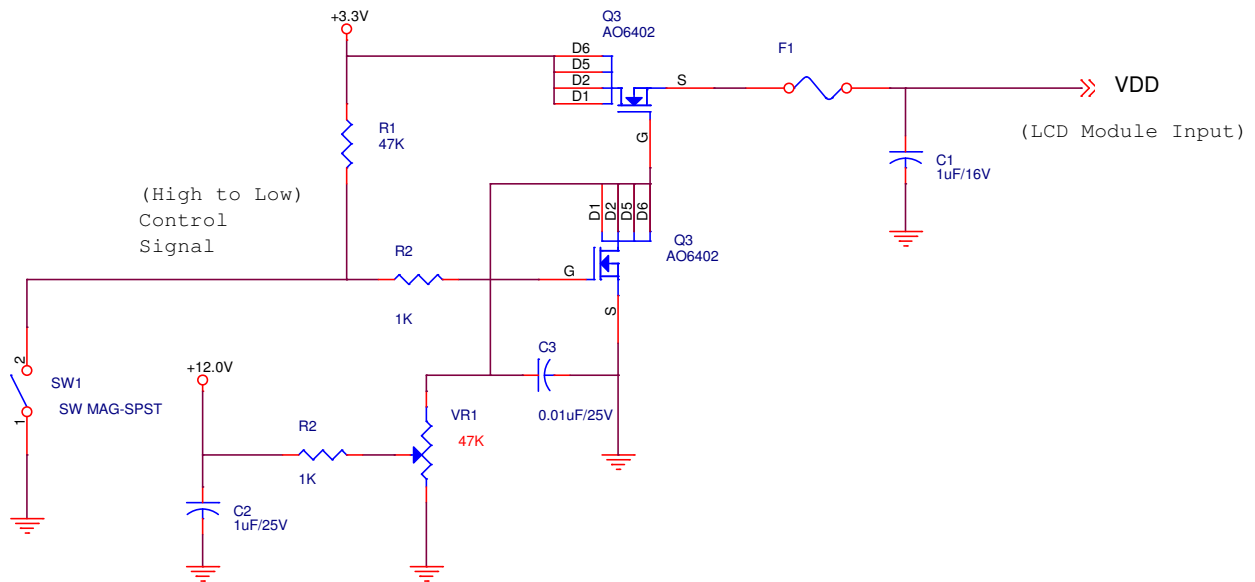 +3.3V
Q3
AO6402
D6
D5
D2
D1
S
G
F1
VDD
(LCD Module Input)
R1
47K
C1
1uF/16V
(High to Low)
Control
Signal
D1
D2
D5
D6
Q3
AO6402
R2
1K
G
S
2
1
SW1
SW MAG-SPST
+12.0V
C3
0.01uF/25V
VR1
47K
R2
1K
C2
1uF/25V